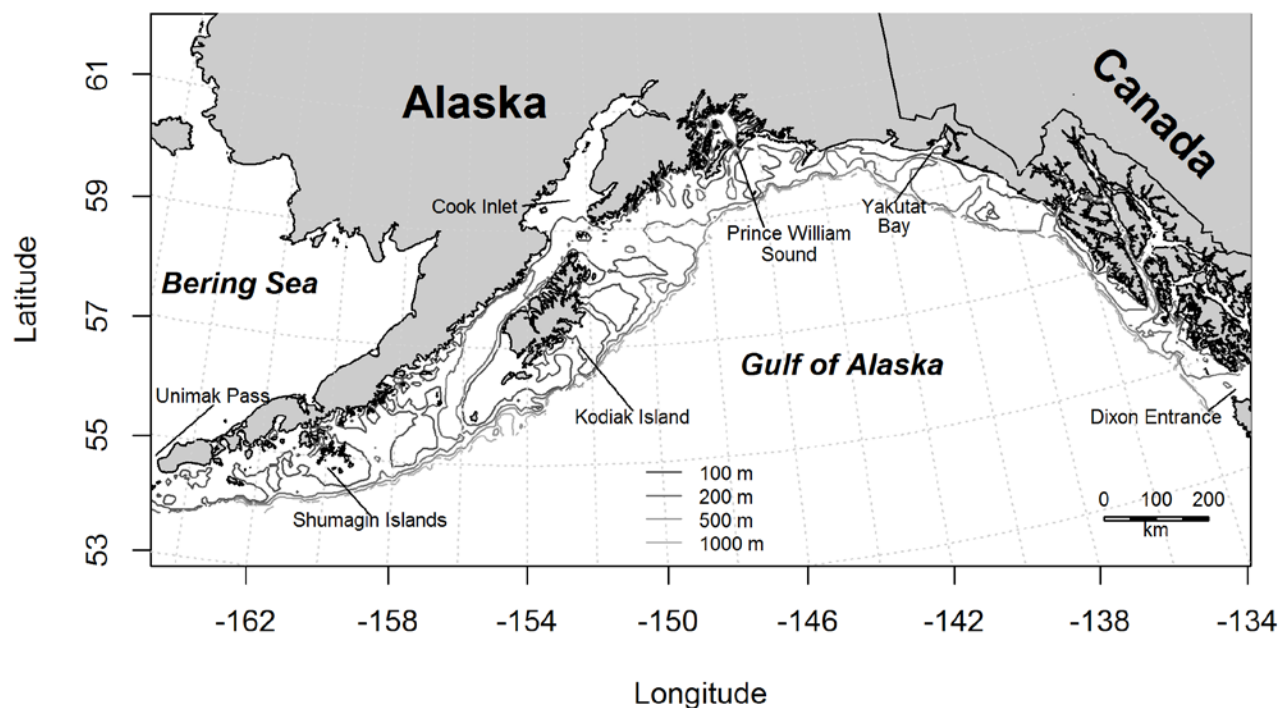 Alaska
Canada
Cook Inlet
Yakutat
Bay
Prince William
Sound
Bering Sea
Gulf of Alaska
Unimak Pass
Kodiak Island
Dixon Entrance
Shumagin Islands
100 m
200 m
500 m
1000 m
0 100 200
km
Latitude
61
59
57
55
53
-162 -158 -154 -150 -146 -142 -138 -134
Longitude